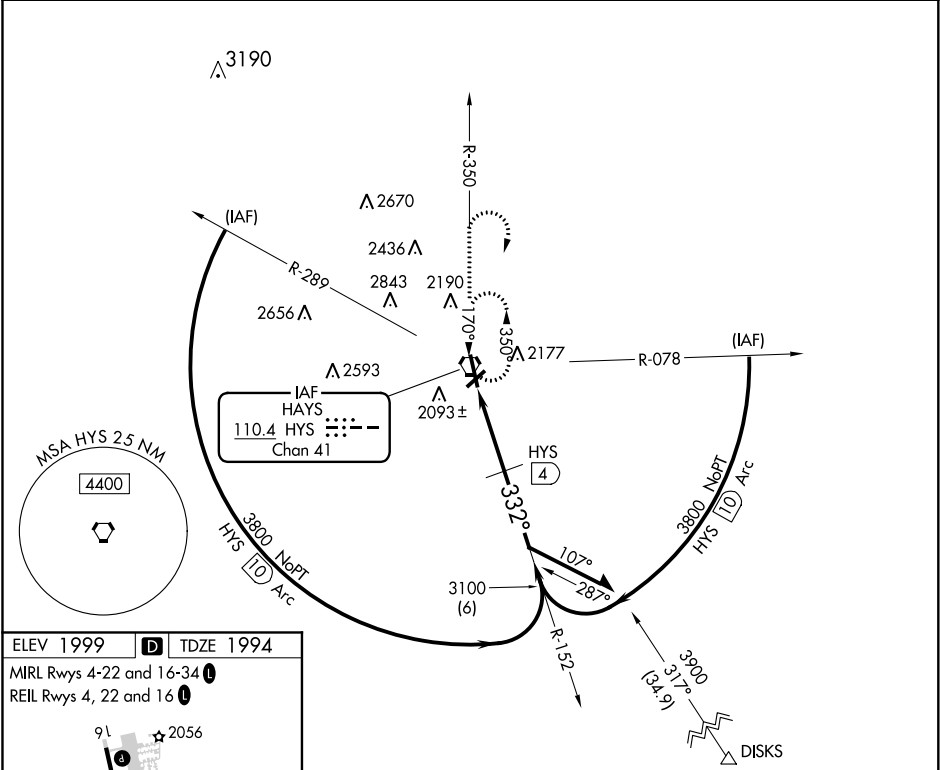 3190
R-350
(IAF)
2670
2436
R-289
2843
2190
2656
170°
350°
2177
(IAF)
R-078
2593
IAF
HAYS
110.4 HYS
Chan 41
2093 ±
MSA HYS 25 NM
4400
HYS
4
332°
3800 NoPT
HYS 10 Arc
3800 NoPT
HYS 10 Arc
107°
287°
3100
(6)
R-152
3900
317°
(34.9)
DISKS
ELEV 1999 D TDZE 1994
MIRL Rwys 4-22 and 16-34 L
REIL Rwys 4, 22 and 16 L
16
2056
P